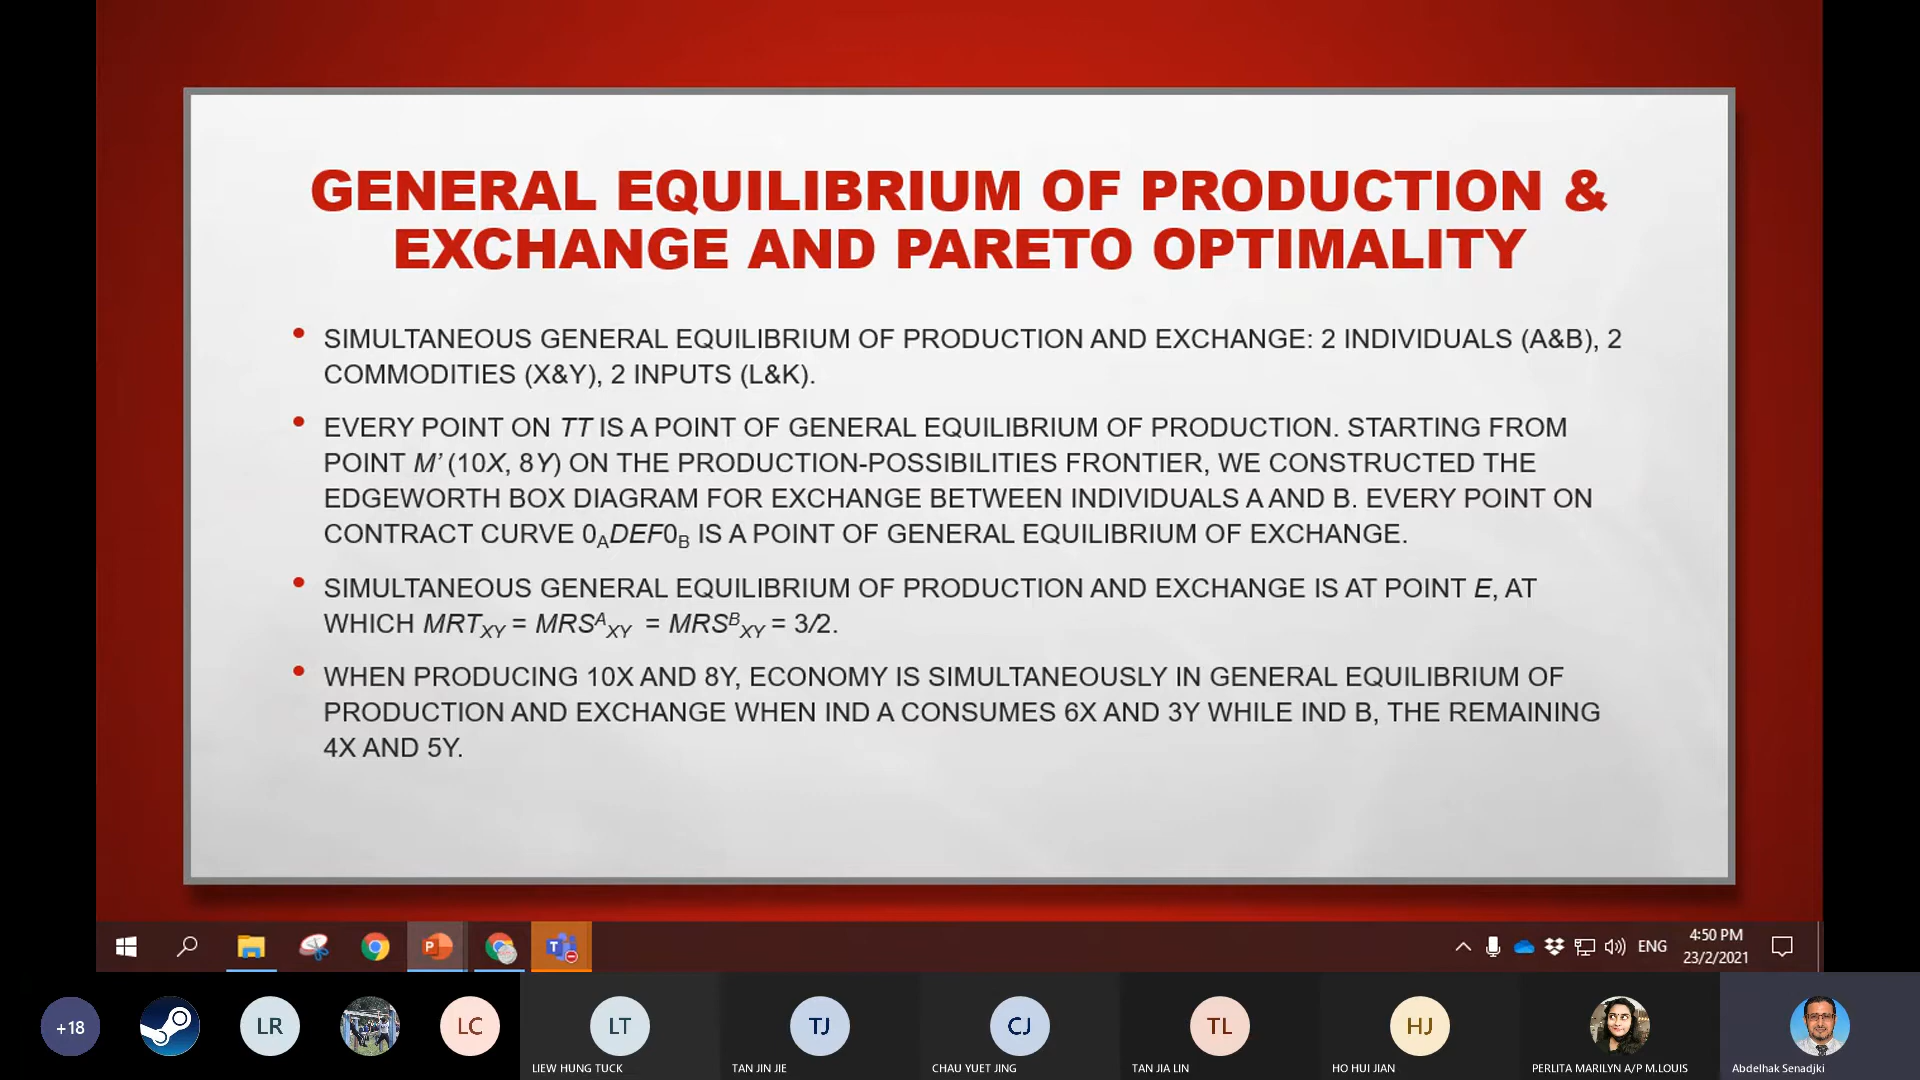 GENERAL EQUILIBRIUM OF PRODUCTION &
EXCHANGE AND PARETO OPTIMALITY
• SIMULTANEOUS GENERAL EQUILIBRIUM OF PRODUCTION AND EXCHANGE: 2 INDIVIDUALS (A&B), 2
COMMODITIES (X&Y), 2 INPUTS (L&K).
• EVERY POINT ON TT IS A POINT OF GENERAL EQUILIBRIUM OF PRODUCTION. STARTING FROM
POINT M’ (10X, 8Y) ON THE PRODUCTION-POSSIBILITIES FRONTIER, WE CONSTRUCTED THE
EDGEWORTH BOX DIAGRAM FOR EXCHANGE BETWEEN INDIVIDUALS A AND B. EVERY POINT ON
CONTRACT CURVE 0ADEF0B IS A POINT OF GENERAL EQUILIBRIUM OF EXCHANGE.
• SIMULTANEOUS GENERAL EQUILIBRIUM OF PRODUCTION AND EXCHANGE IS AT POINT E, AT
WHICH MRTXY = MRSAXY = MRSBXY = 3/2.
• WHEN PRODUCING 10X AND 8Y, ECONOMY IS SIMULTANEOUSLY IN GENERAL EQUILIBRIUM OF
PRODUCTION AND EXCHANGE WHEN IND A CONSUMES 6X AND 3Y WHILE IND B, THE REMAINING
4X AND 5Y.
ENG
4:50 PM
23/2/2021
+18
LR
LC
LT
TJ
CJ
TL
HJ
LIEW HUNG TUCK
TAN JIN JIE
CHAU YUET JING
TAN JIA LIN
HO HUI JIAN
PERLITA MARILYN A/P M.LOUIS
Abdelhak Senadjki